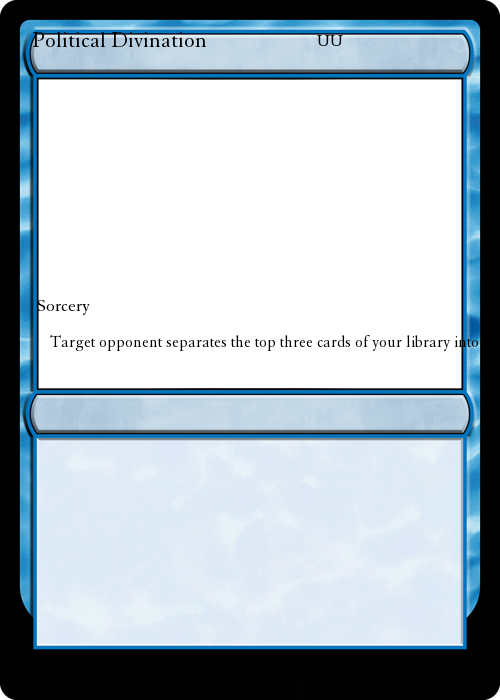 Political Divination UU
Sorcery
Target opponent separates the top three cards of your library into